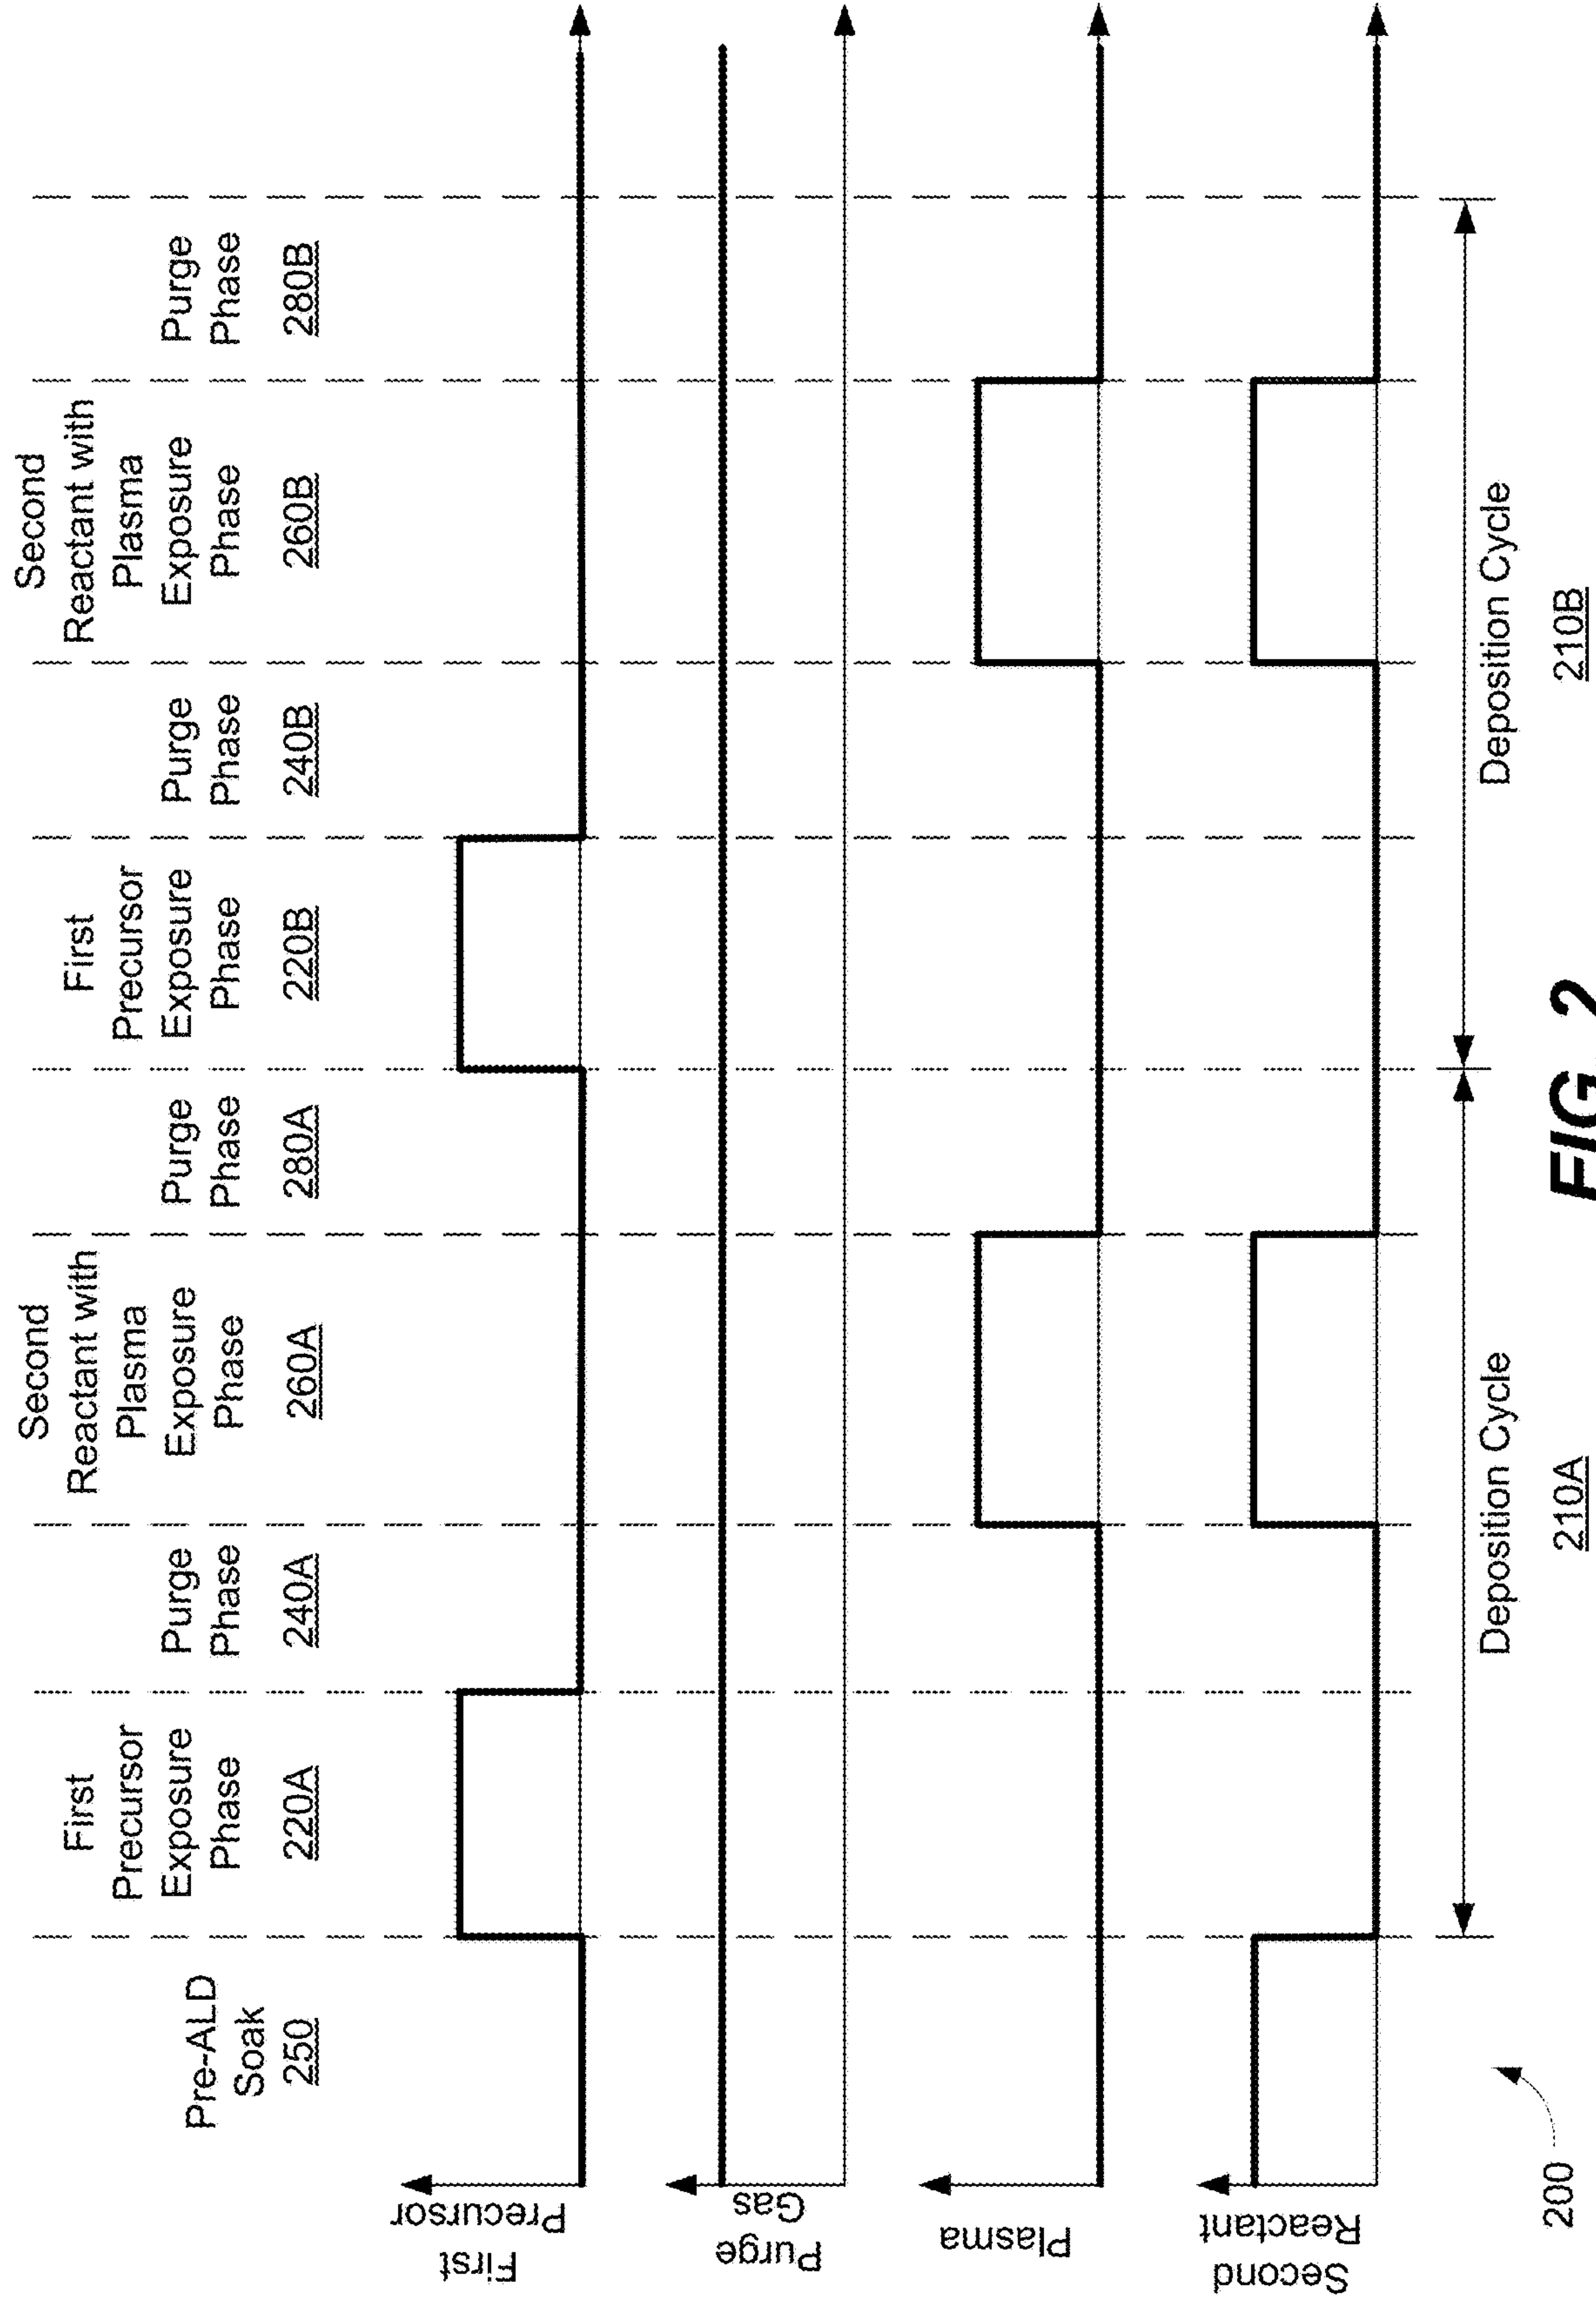 Pre-ALD
Soak
250
First
Precursor
Exposure
Phase
220A
Purge
Phase
240A
Second
Reactant with
Plasma
Exposure
Phase
260A
Purge
Phase
280A
First
Precursor
Exposure
Phase
220B
Purge
Phase
240B
Second
Reactant with
Plasma
Exposure
Phase
260B
Purge
Phase
280B
First
Precursor
Purge
Gas
Plasma
Second
Reactant
Deposition Cycle
210A
Deposition Cycle
210B
200
FIG. 2